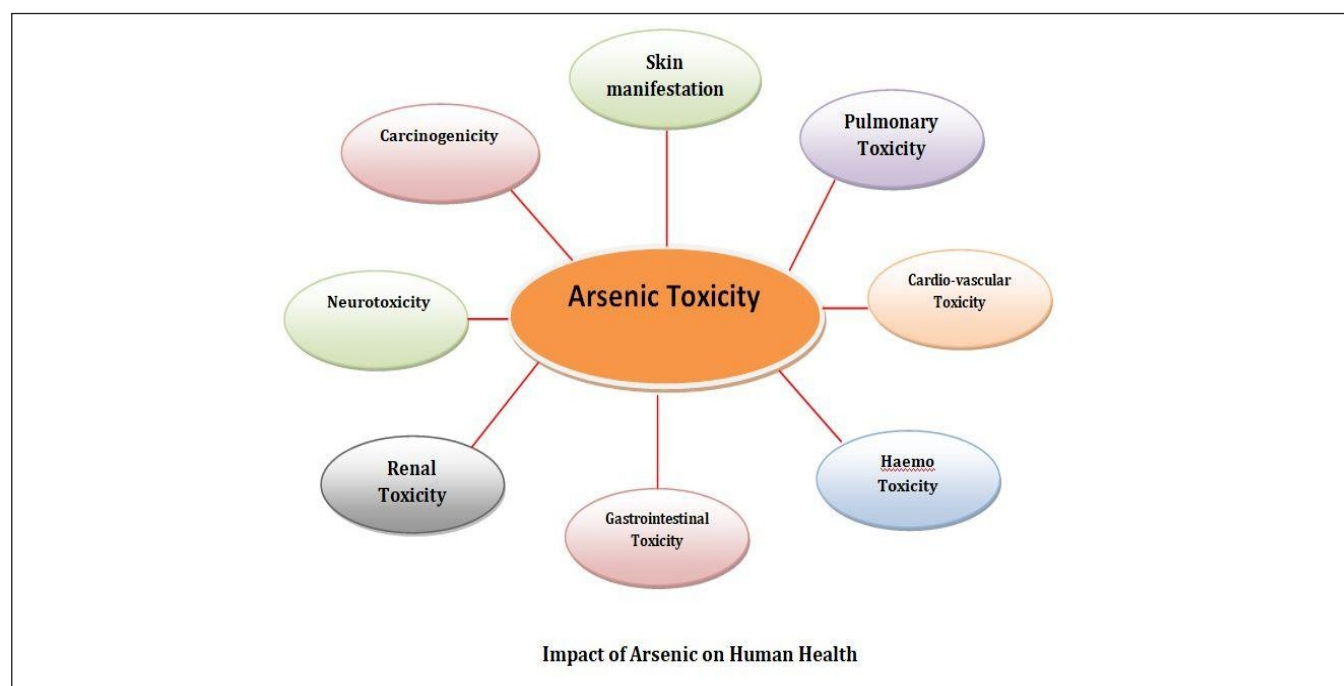 Skin
manifestation
Carcinogenicity
Pulmonary
Toxicity
Neurotoxicity
Arsenic Toxicity
Cardio-vascular
Toxicity
Renal
Toxicity
Haemo
Toxicity
Gastrointestinal
Toxicity
Impact of Arsenic on Human Health